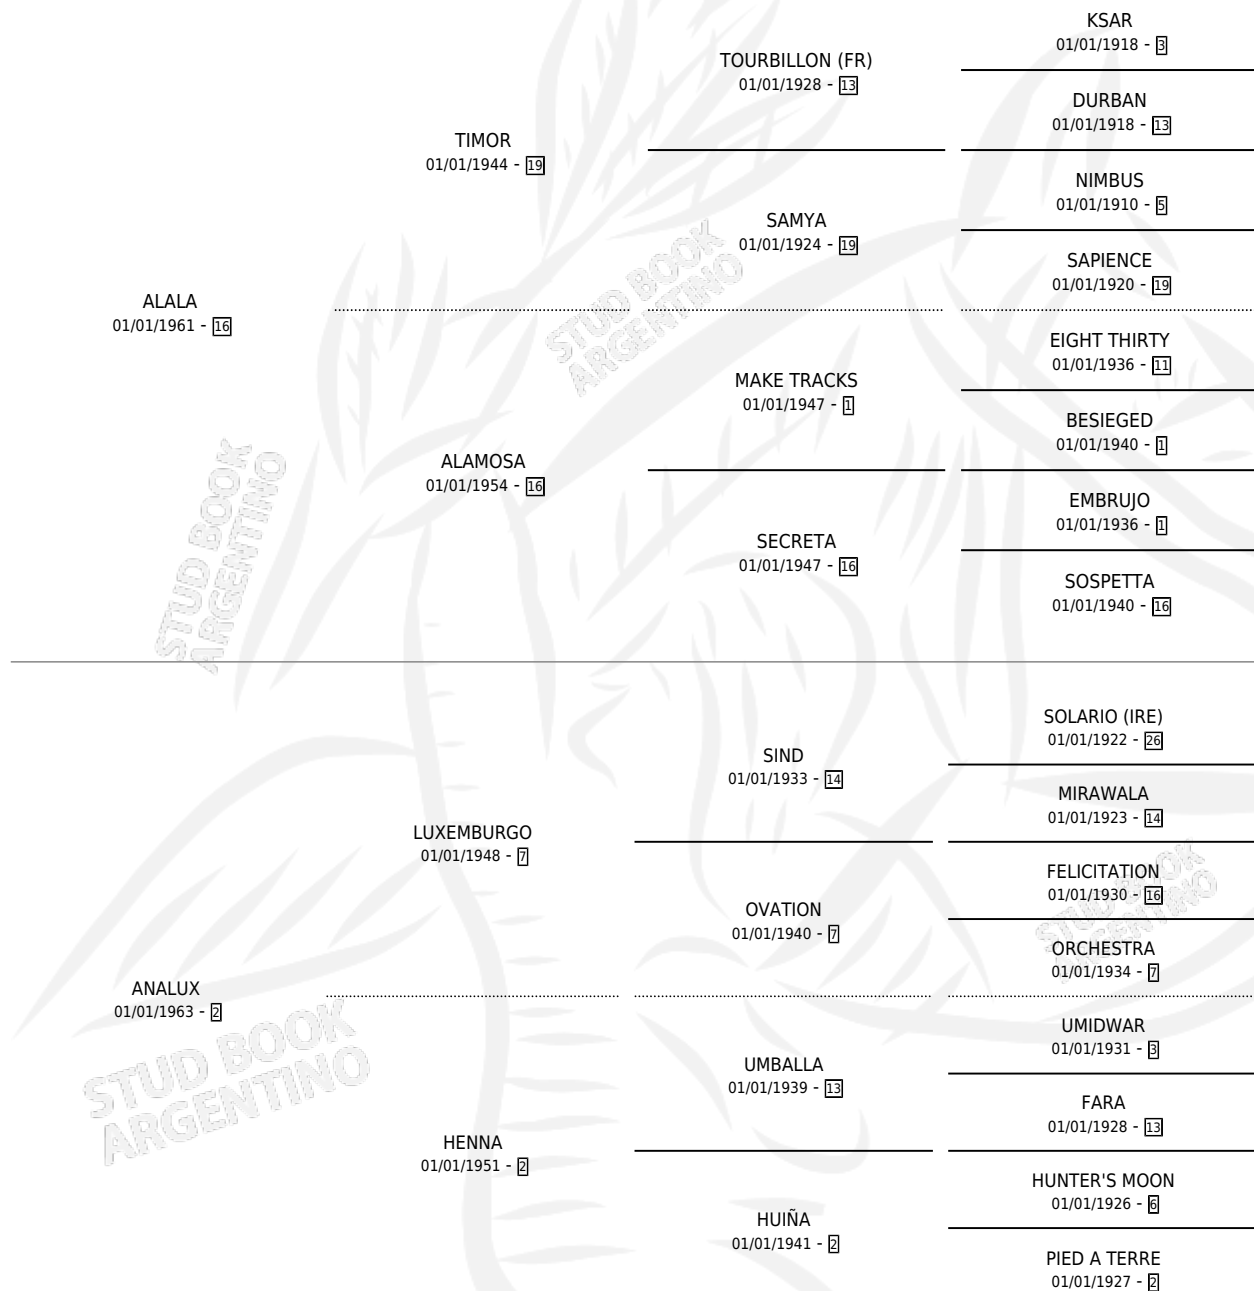 KSAR
01/01/1918 - 3
TOURBILLON (FR)
01/01/1928 - 13
DURBAN
01/01/1918 - 13
TIMOR
01/01/1944 - 19
NIMBUS
01/01/1910 - 5
SAMYA
01/01/1924 - 19
SAPIENCE
01/01/1920 - 19
ALALA
01/01/1961 - 16
EIGHT THIRTY
01/01/1936 - 11
MAKE TRACKS
01/01/1947 - 1
BESIEGED
01/01/1940 - 1
ALAMOSA
01/01/1954 - 16
EMBRUJO
01/01/1936 - 1
SECRETA
01/01/1947 - 16
SOSPETTA
01/01/1940 - 16
SOLARIO (IRE)
01/01/1922 - 26
SIND
01/01/1933 - 14
MIRAWALA
01/01/1923 - 14
LUXEMBURGO
01/01/1948 - 7
FELICITATION
01/01/1930 - 16
OVATION
01/01/1940 - 7
ORCHESTRA
01/01/1934 - 7
ANALUX
01/01/1963 - 2
UMIDWAR
01/01/1931 - 3
UMBALLA
01/01/1939 - 13
FARA
01/01/1928 - 13
HENNA
01/01/1951 - 2
HUNTER'S MOON
01/01/1926 - 6
HUIÑA
01/01/1941 - 2
PIED A TERRE
01/01/1927 - 2
STUD BOOK
ARGENTINO
STUD BOOK
ARGENTINO
STUD BOOK
ARGENTINO
STUD BOOK
ARGENTINO